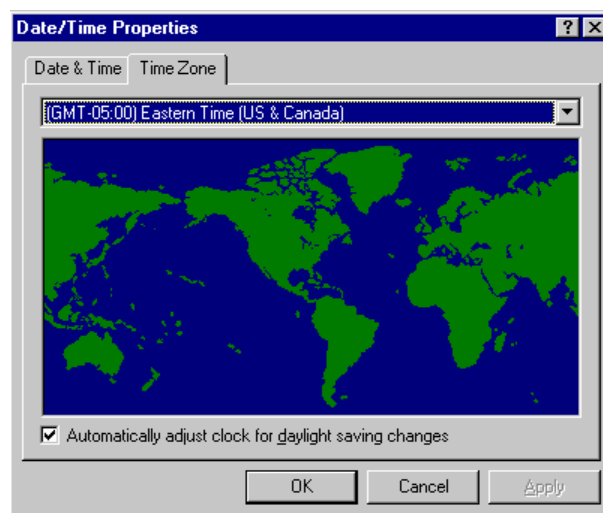 Date/Time Properties
Date & Time Time Zone
(GMT-05:00) Eastern Time (US & Canada)
Automatically adjust clock for daylight saving changes
OK Cancel Apply